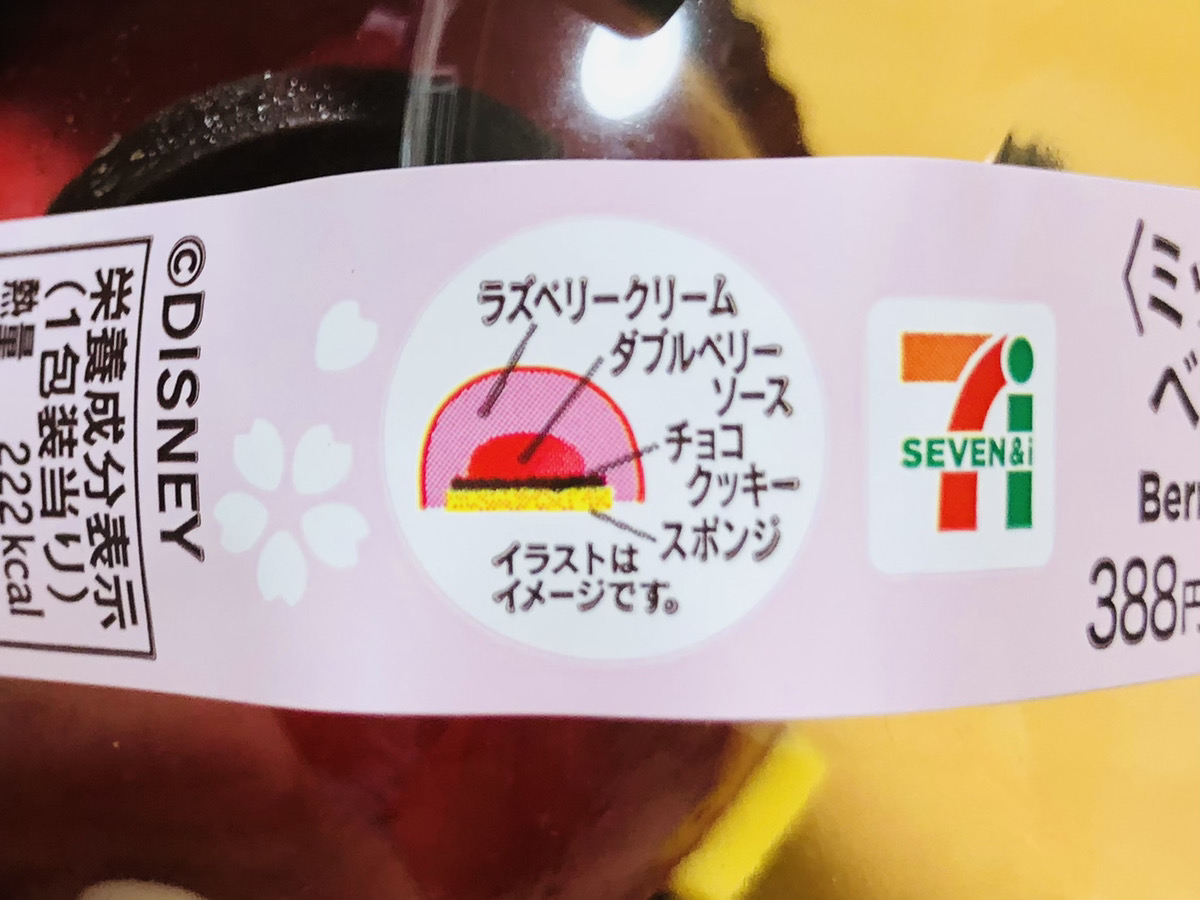 ©DISNEY
栄養成分表示
(1包装当り)
熱量 222kcal
ラズベリークリーム
ダブルベリー
ソース
チョコ
クッキー
スポンジ
イラストは
イメージです。
SEVEN&i
388円